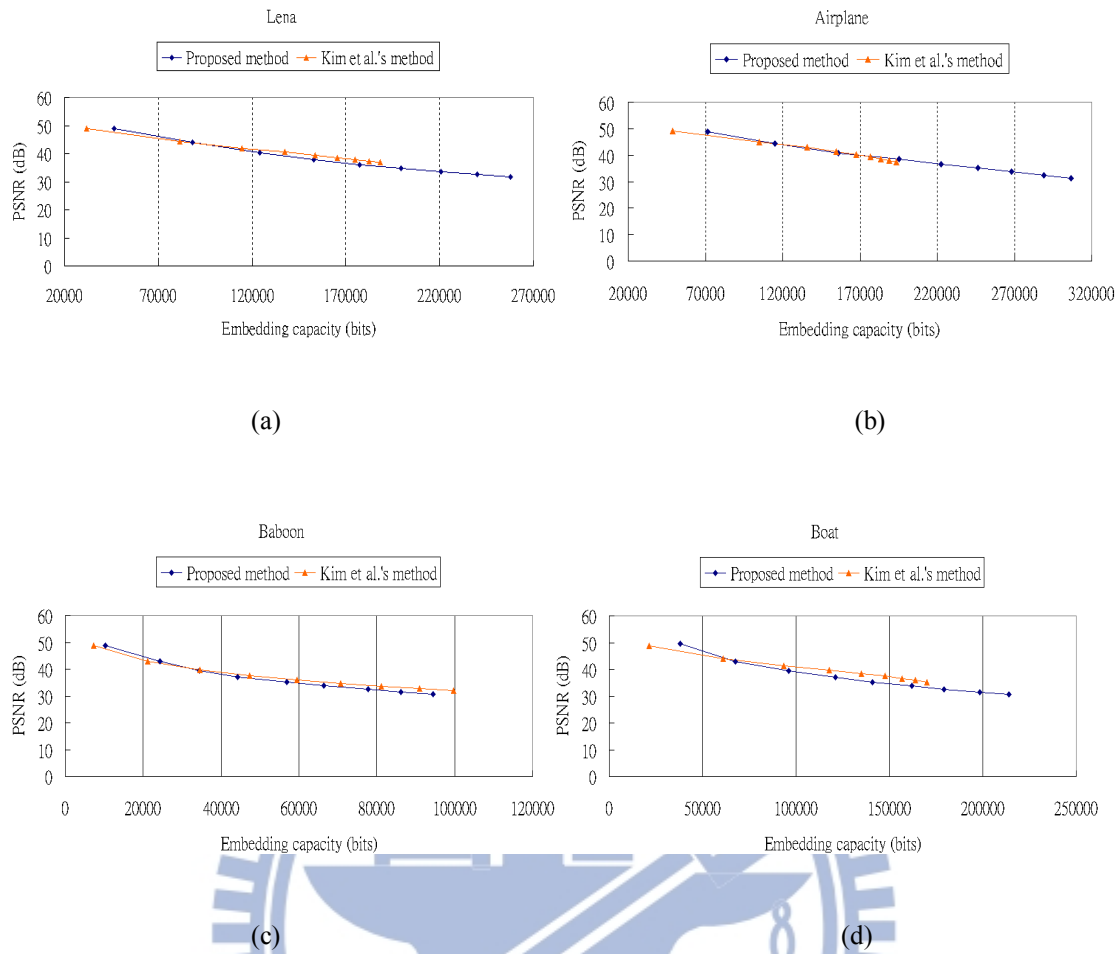 Lena
Proposed method Kim et al.'s method
PSNR (dB)
60
50
40
30
20
10
0
20000 70000 120000 170000 220000 270000
Embedding capacity (bits)
(a)
Airplane
Proposed method Kim et al.'s method
PSNR (dB)
60
50
40
30
20
10
0
20000 70000 120000 170000 220000 270000 320000
Embedding capacity (bits)
(b)
Baboon
Proposed method Kim et al.'s method
PSNR (dB)
60
50
40
30
20
10
0
0 20000 40000 60000 80000 100000 120000
Embedding capacity (bits)
(c)
Boat
Proposed method Kim et al.'s method
PSNR (dB)
60
50
40
30
20
10
0
0 50000 100000 150000 200000 250000
Embedding capacity (bits)
(d)